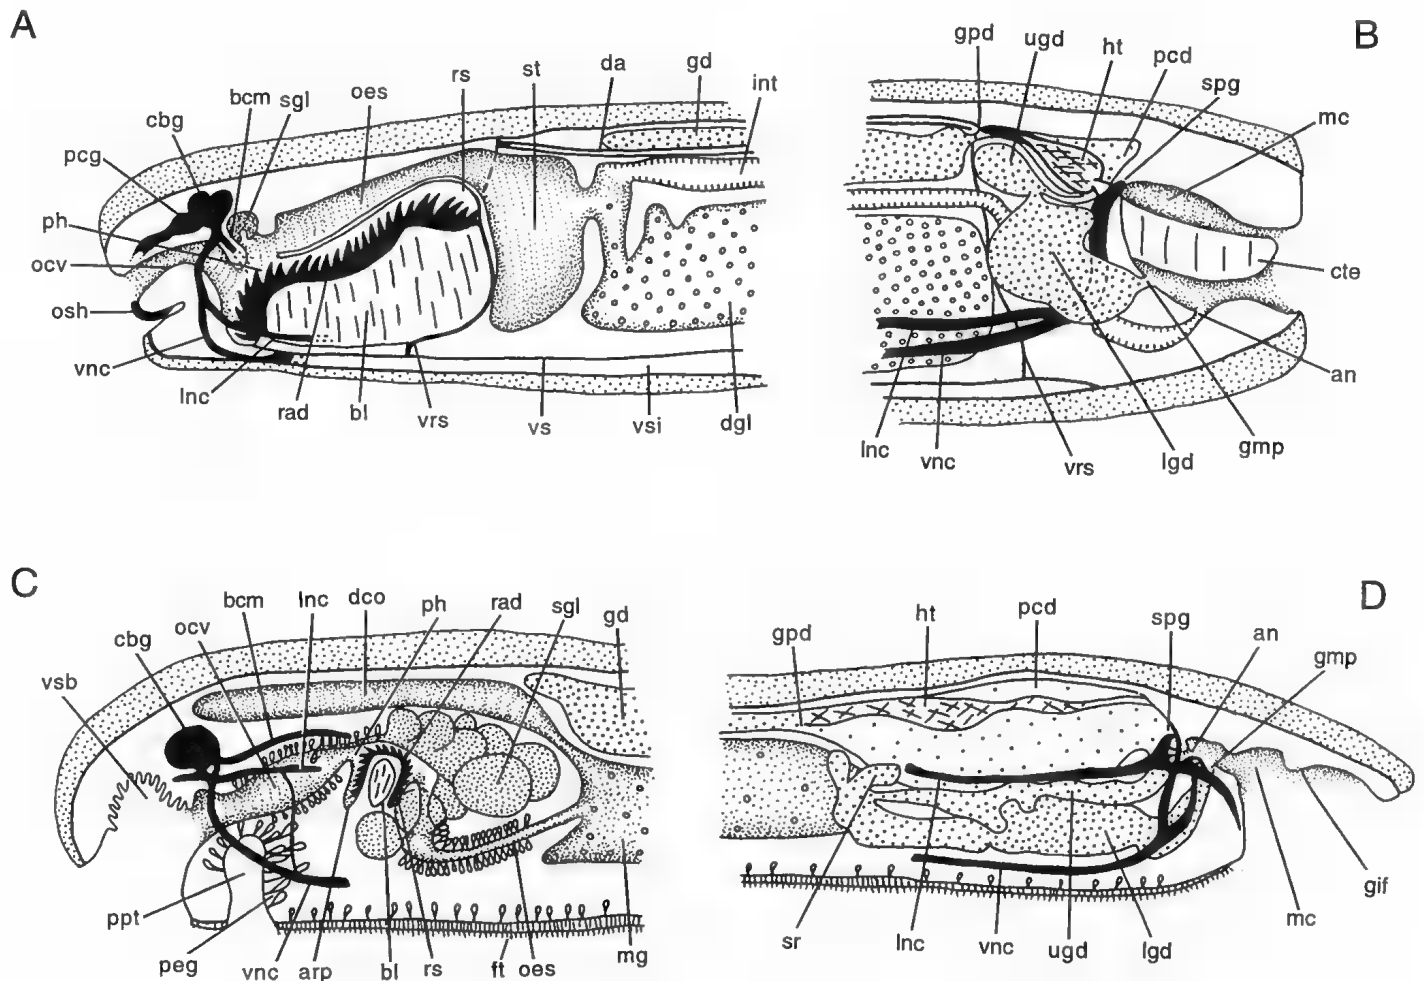 A
cbg
bcm
sgl
oes
rs
st
da
gd
int
pcg
ph
ocv
osh
vnc
lnc
rad
bl
vrs
vs
vsi
dgl
B
gpd
ugd
ht
pcd
spg
mc
cte
an
lnc
vnc
vrs
lgd
gmp
C
vsb
cbg
ocv
bcm
lnc
dco
ph
rad
sgl
gd
ppt
peg
vnc
arp
bl
rs
ft
oes
mg
D
gpd
ht
pcd
spg
an
gmp
sr
lnc
vnc
ugd
lgd
mc
gif